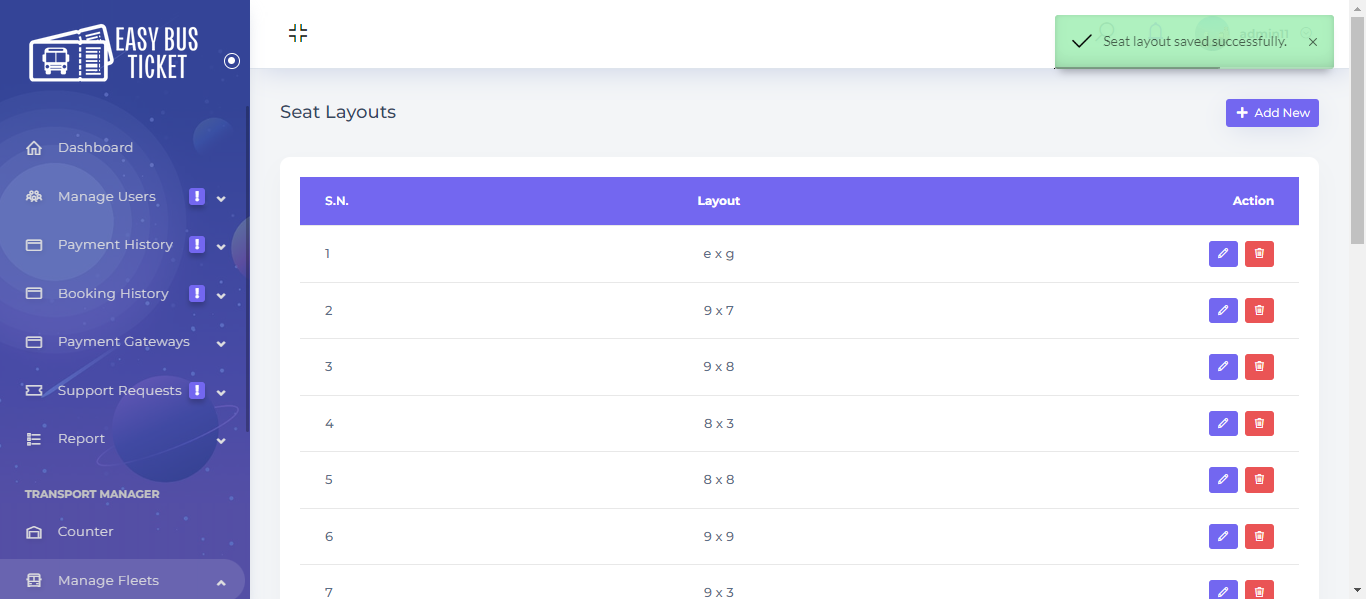 EASY BUS
TICKET
Dashboard
Manage Users !
Payment History !
Booking History !
Payment Gateways
Support Requests !
Report
TRANSPORT MANAGER
Counter
Manage Fleets
admin11
Seat layout saved successfully. ×
Seat Layouts
+ Add New
S.N. Layout Action
1 e x g
2 9 x 7
3 9 x 8
4 8 x 3
5 8 x 8
6 9 x 9
7 9 x 3